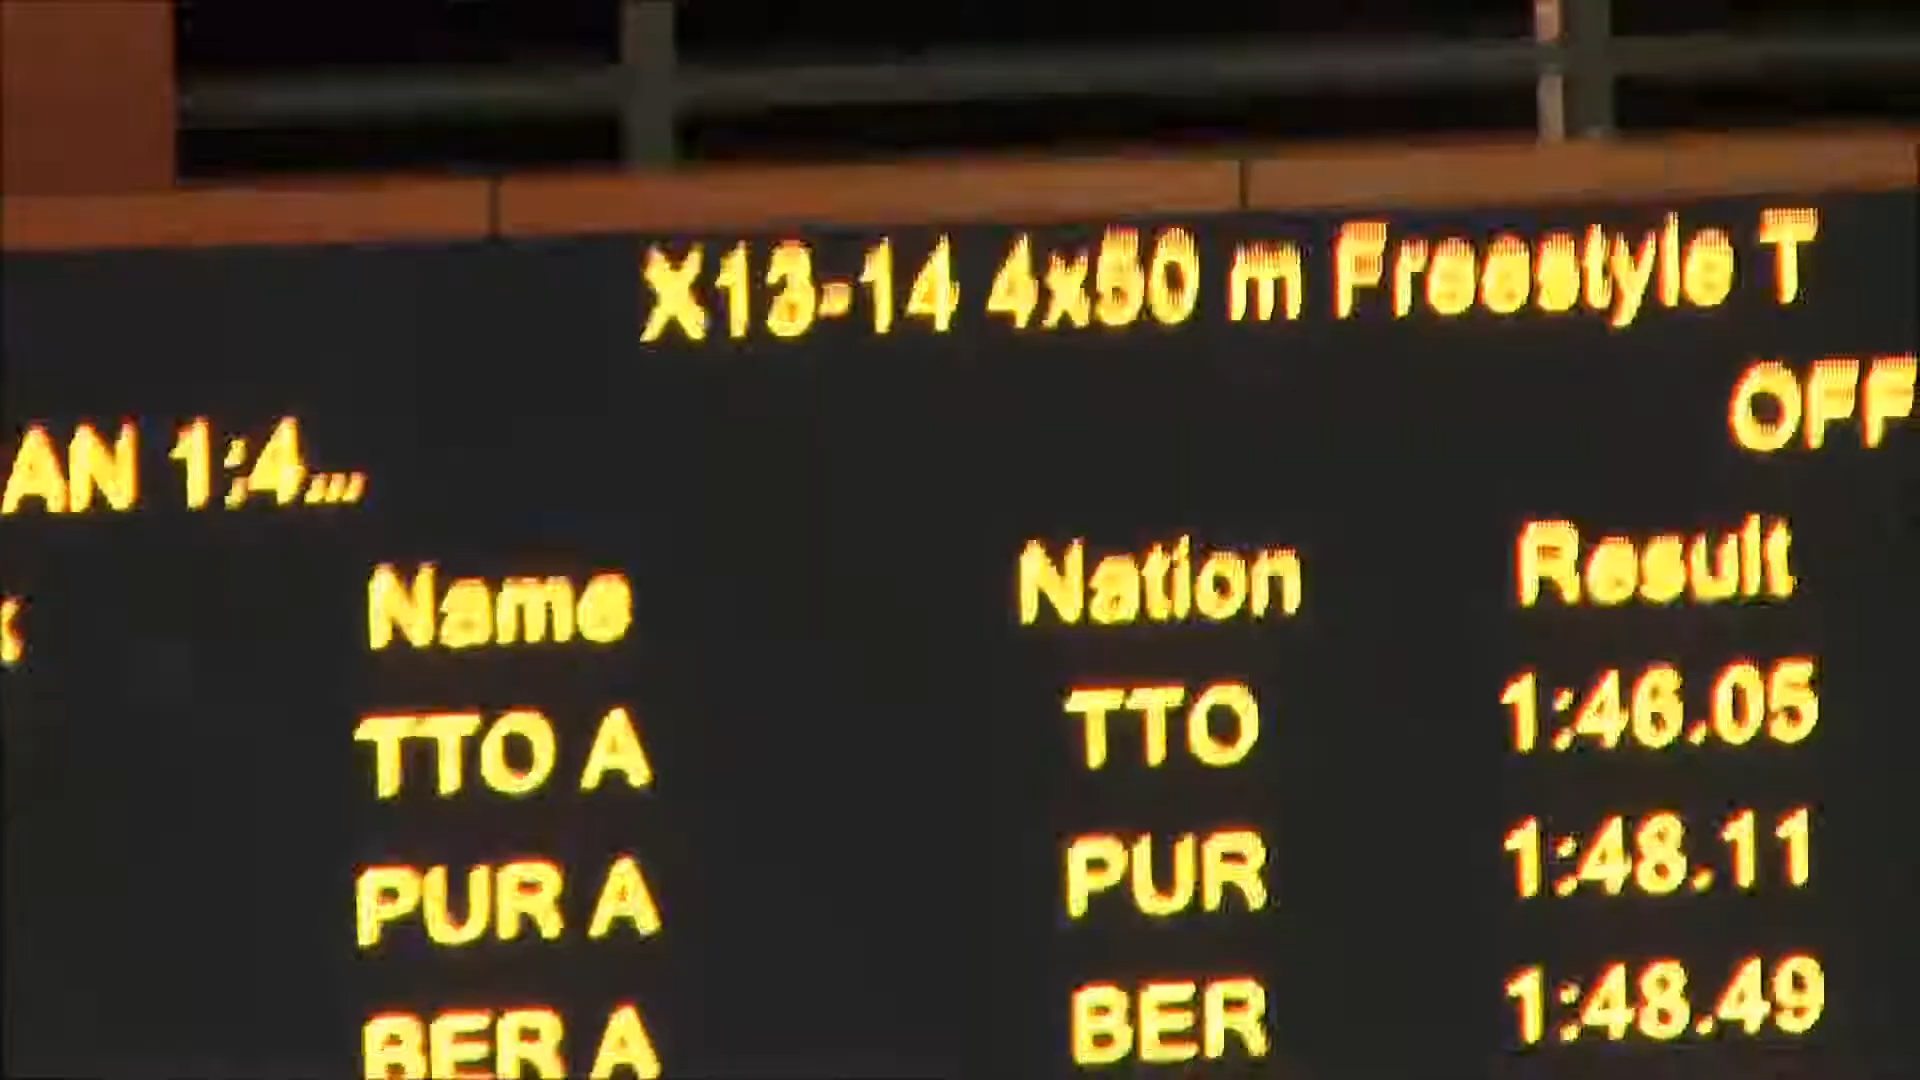 X13-14 4x50 m Freestyle T
OFF
AN 1:4...
Name Nation Result
TTO A TTO 1:46.05
PUR A PUR 1:48.11
BER A BER 1:48.49